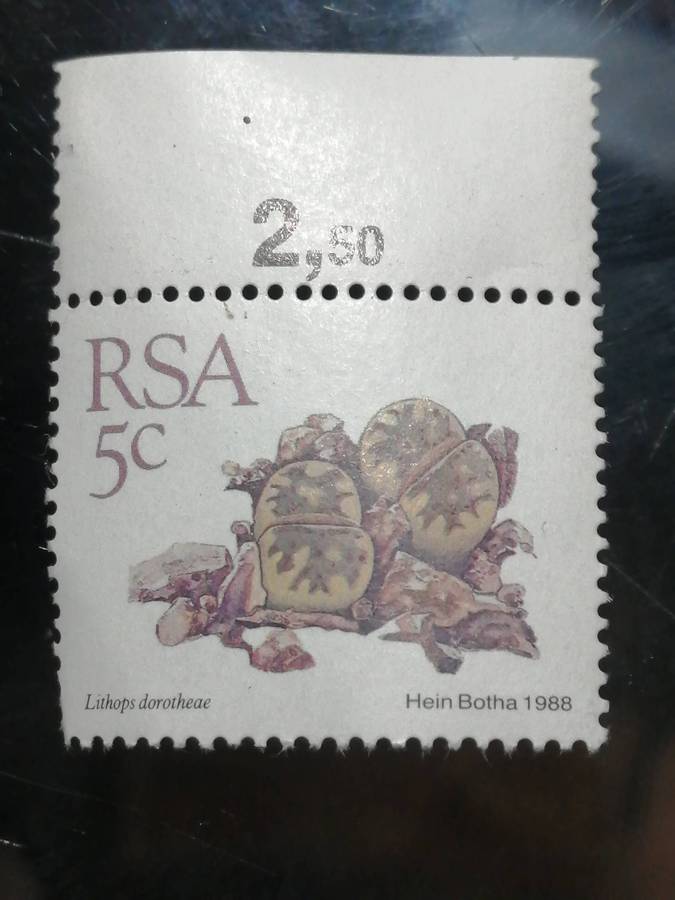 2,50
RSA
5c
Lithops dorotheae
Hein Botha 1988